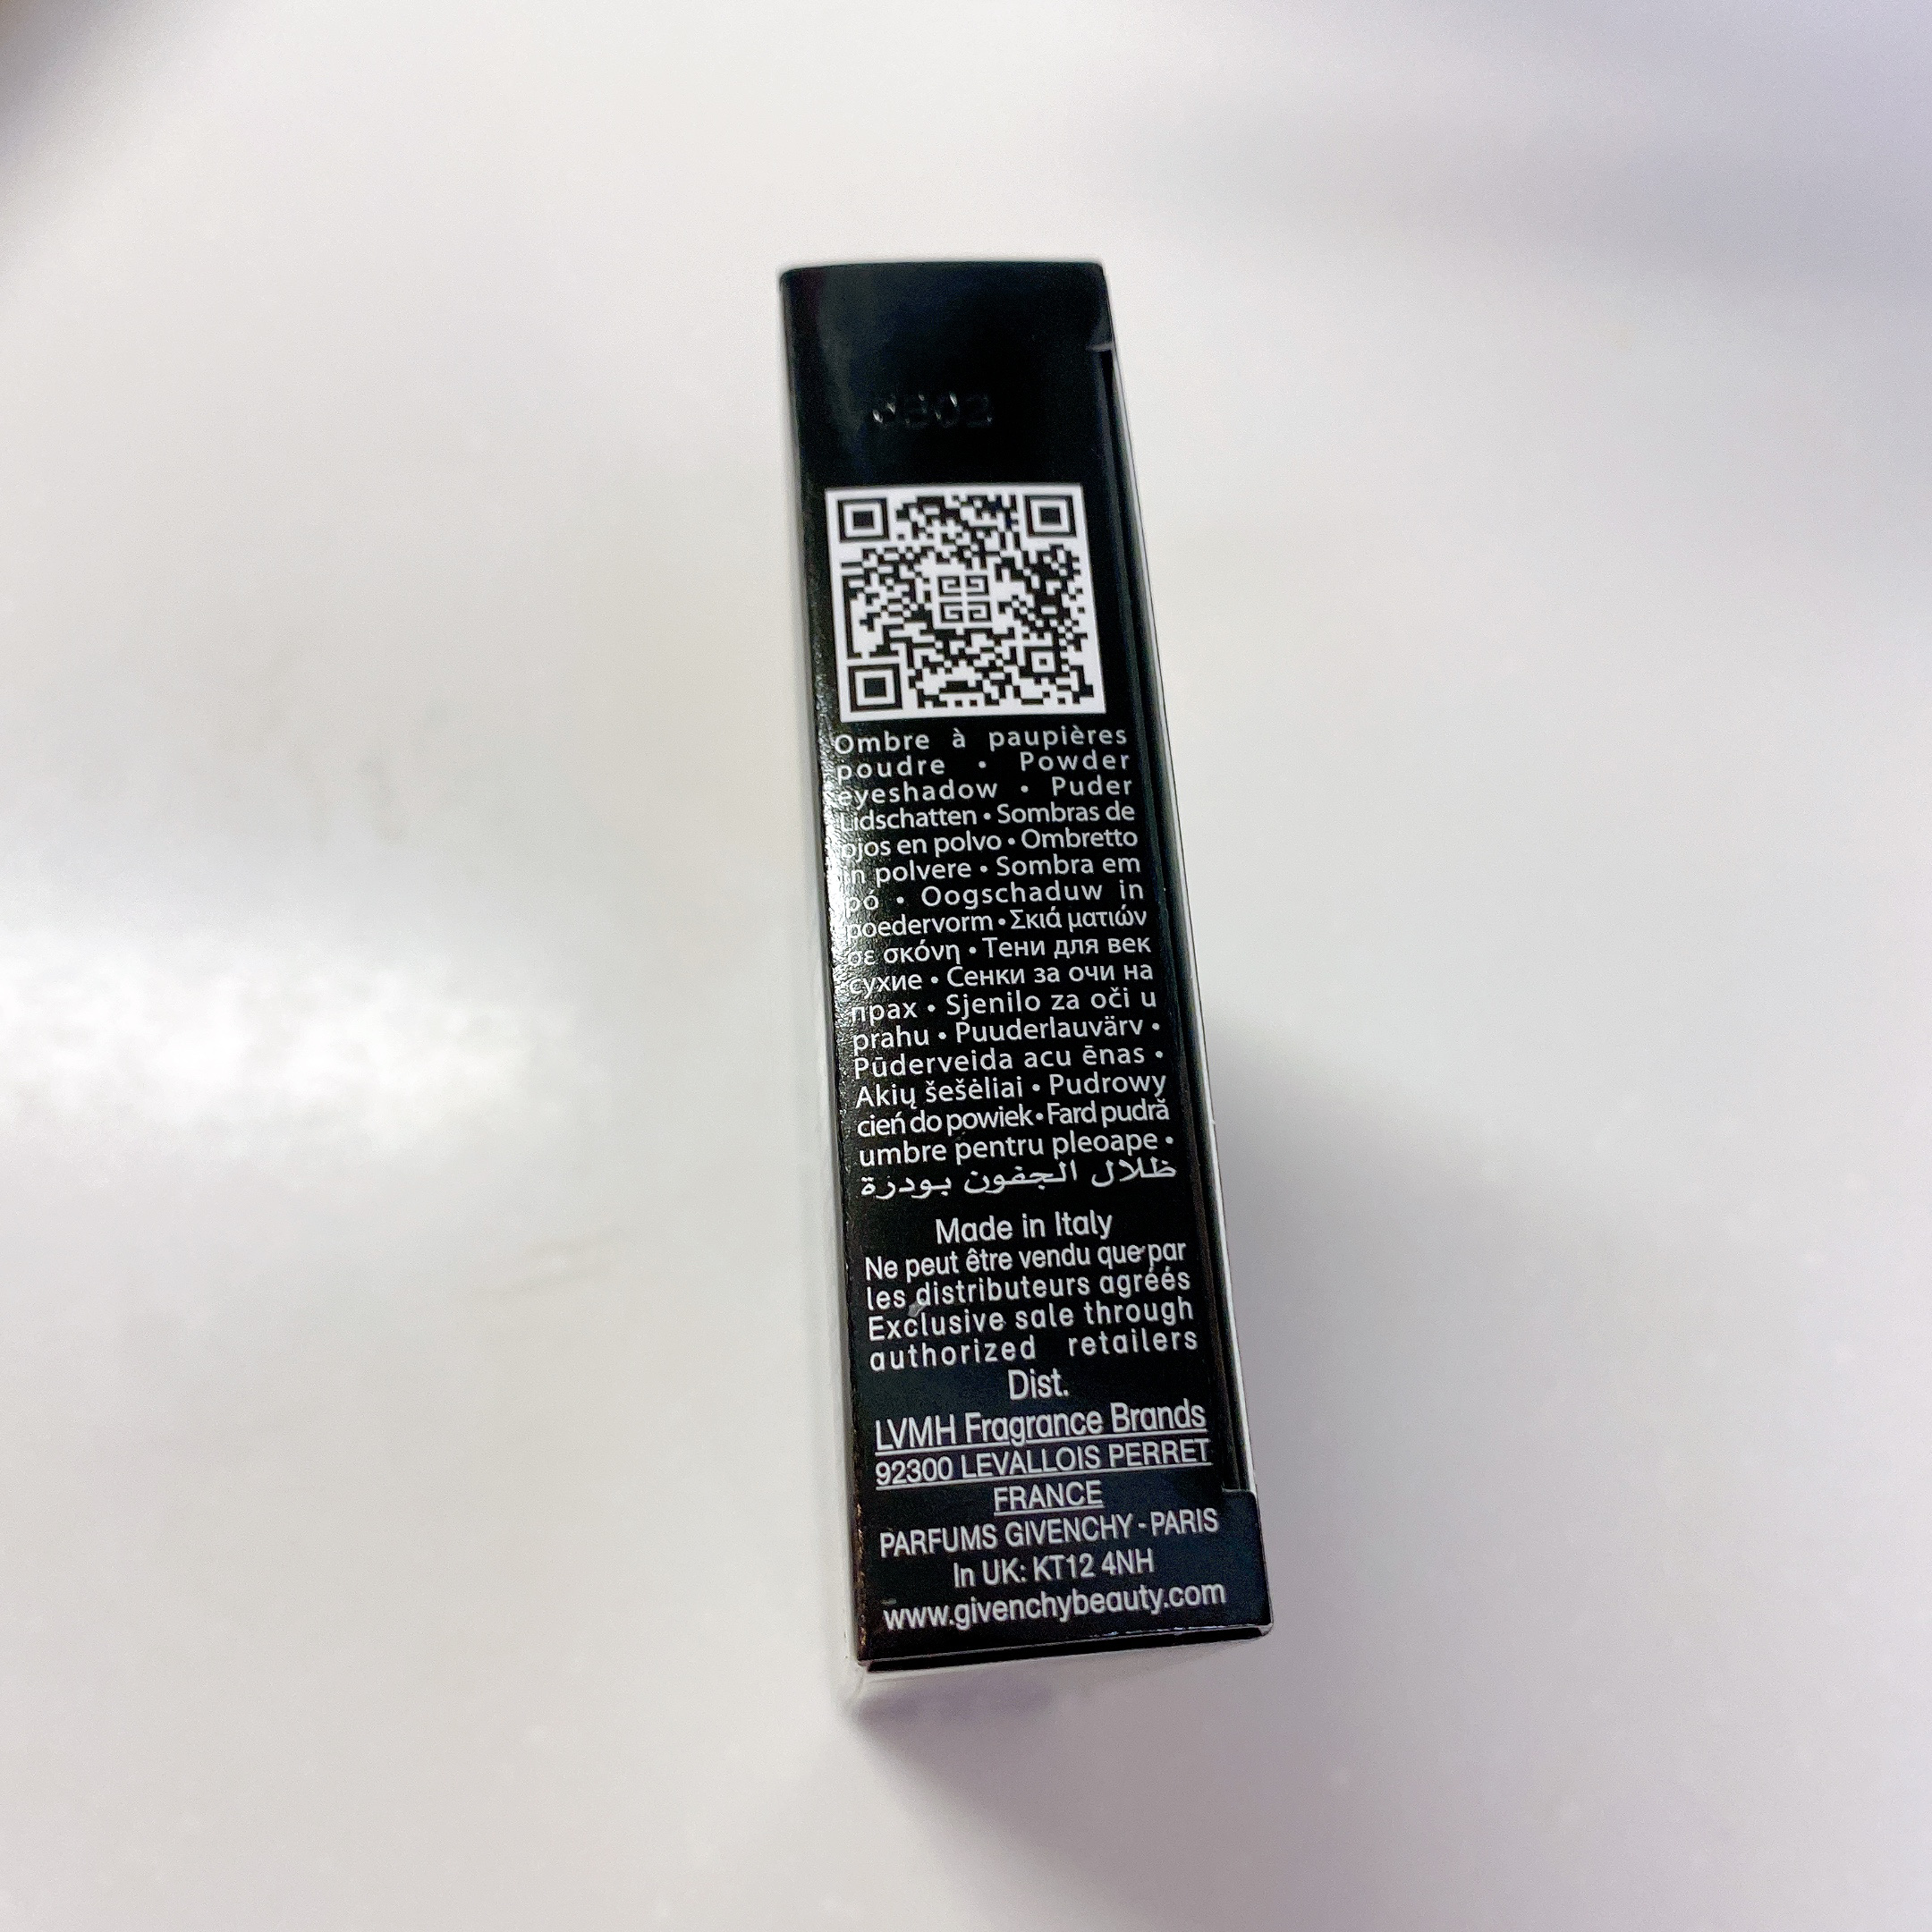 Ombre à paupières
poudre • Powder
eyeshadow • Puder
Lidschatten • Sombras de
ojos en polvo • Ombretto
in polvere • Sombra em
pó • Oogschaduw in
poedervorm • Σκιά ματιών
σε σκόνη • Тени для век
сухие • Сенки за очи на
прах • Sjenilo za oči u
prahu • Puuderlauvärv •
Pūderveida acu ēnas •
Akių šešėliai • Pudrowy
cień do powiek • Fard pudră
umbre pentru pleoape •
ظلال الجفون بودرة
Made in Italy
Ne peut être vendu que par
les distributeurs agréés
Exclusive sale through
authorized retailers
Dist.
LVMH Fragrance Brands
92300 LEVALLOIS PERRET
FRANCE
PARFUMS GIVENCHY - PARIS
In UK: KT12 4NH
www.givenchybeauty.com